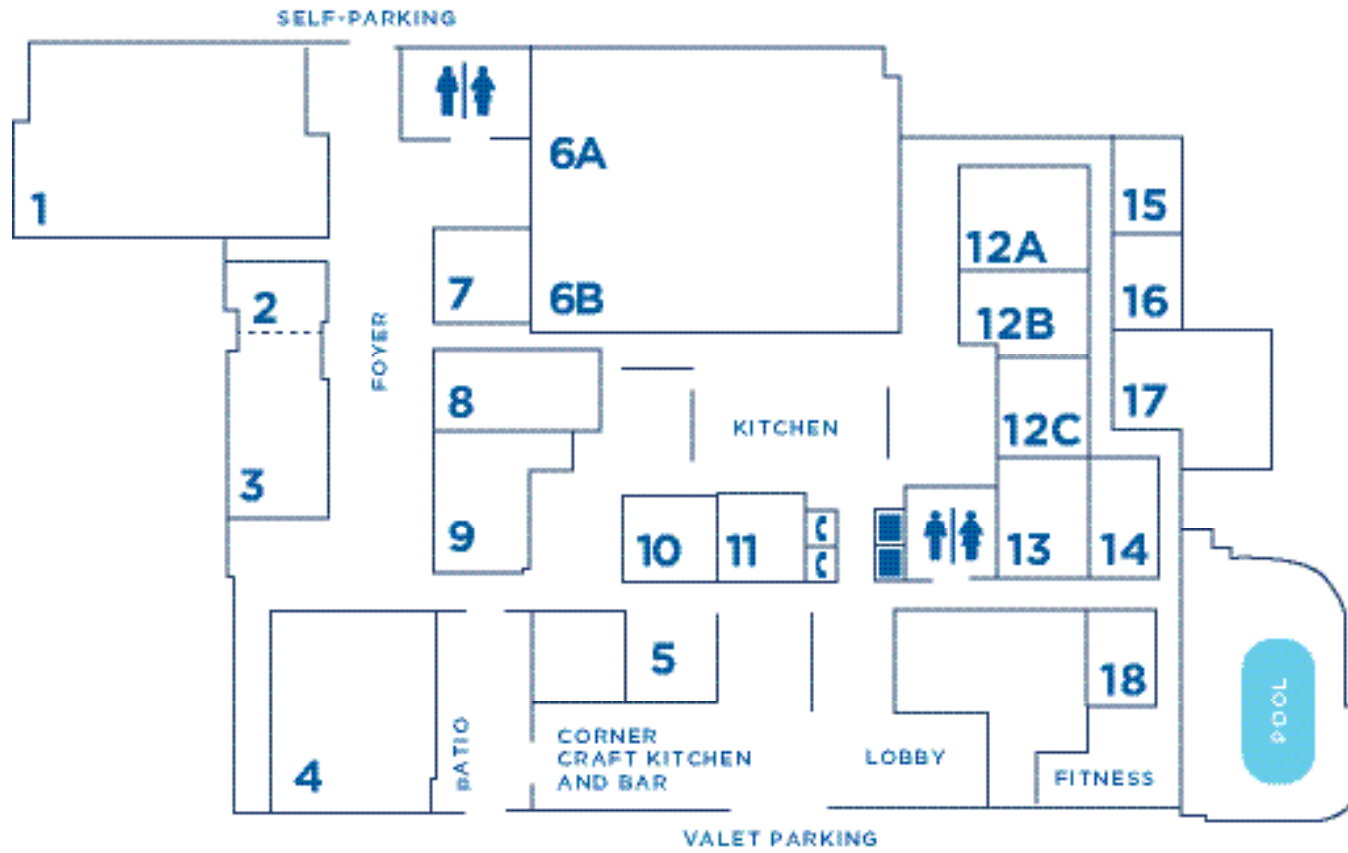 SELF-PARKING
1
6A
15
12A
2
7
6B
16
12B
FOYER
8
KITCHEN
17
12C
3
9
10
11
13
14
5
18
4
PATIO
CORNER
CRAFT KITCHEN
AND BAR
LOBBY
FITNESS
POOL
VALET PARKING